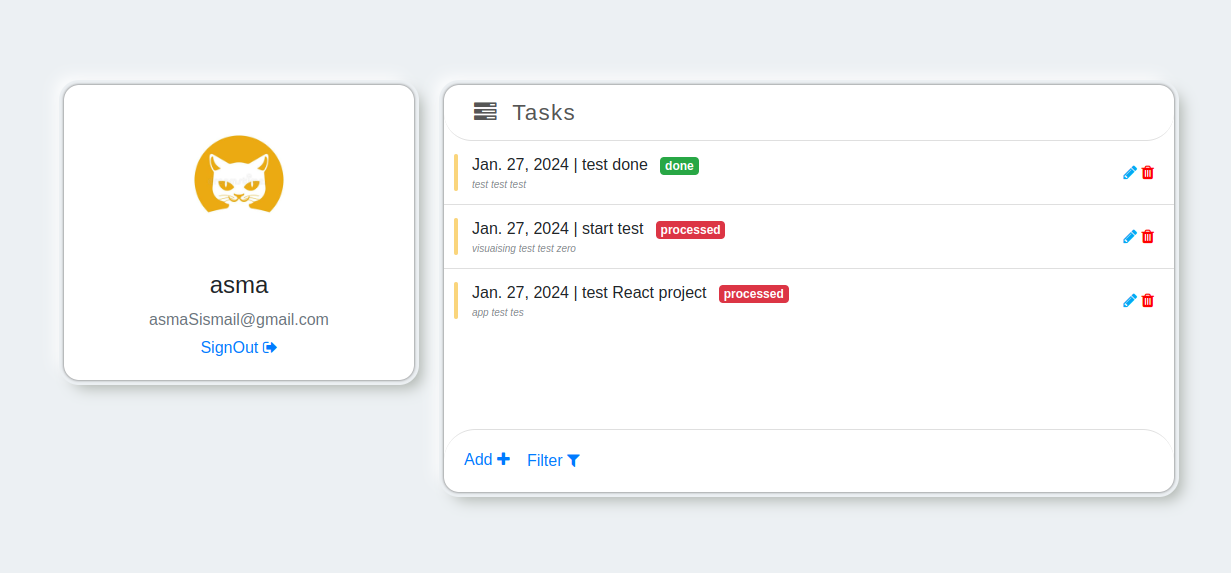 asma
asmaSismail@gmail.com
SignOut
Tasks
Jan. 27, 2024 | test done done
test test test
Jan. 27, 2024 | start test processed
visuaising test test zero
Jan. 27, 2024 | test React project processed
app test tes
Add Filter